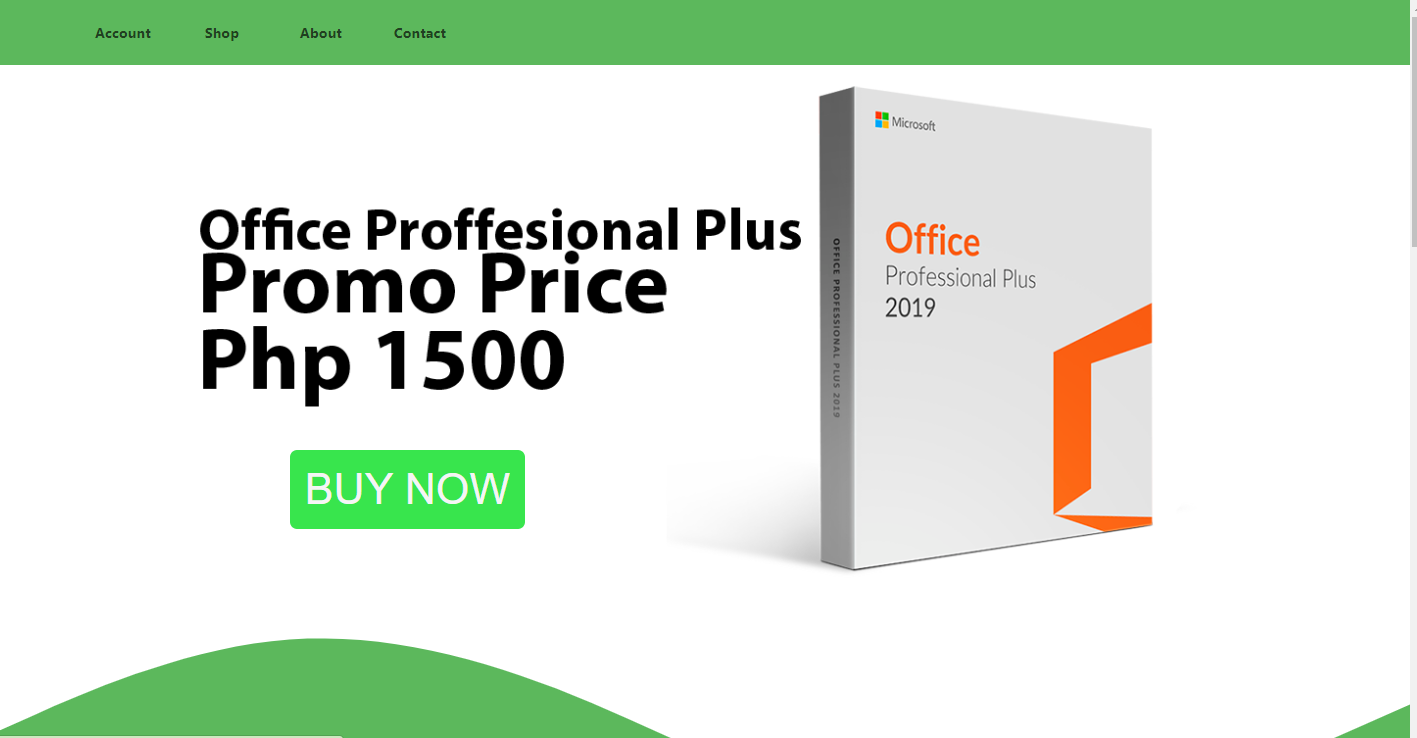 Account
Shop
About
Contact
Microsoft
Office Proffesional Plus
Promo Price
Php 1500
BUY NOW
OFFICE PROFESSIONAL PLUS 2019
Office
Professional Plus
2019